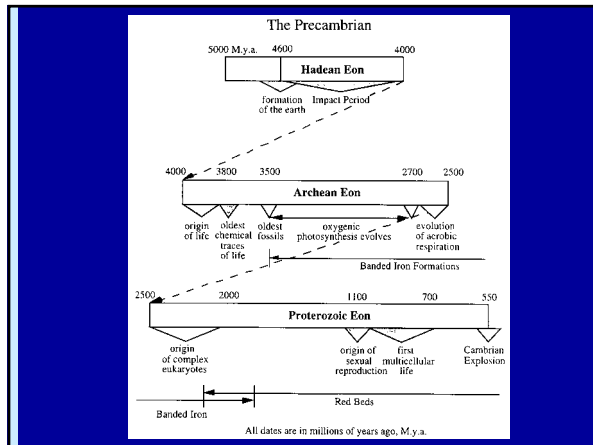 The Precambrian
5000 M.y.a. 4600 4000
Hadean Eon
formation
of the earth
Impact Period
4000 3800 3500 2700 2500
Archean Eon
origin
of life
oldest
chemical
traces
of life
oldest
fossils
oxygenic
photosynthesis evolves
evolution
of aerobic
respiration
Banded Iron Formations
2500 2000 1100 700 550
Proterozoic Eon
origin
of complex
eukaryotes
origin of
sexual
reproduction
first
multicellular
life
Cambrian
Explosion
Red Beds
Banded Iron
All dates are in millions of years ago, M.y.a.